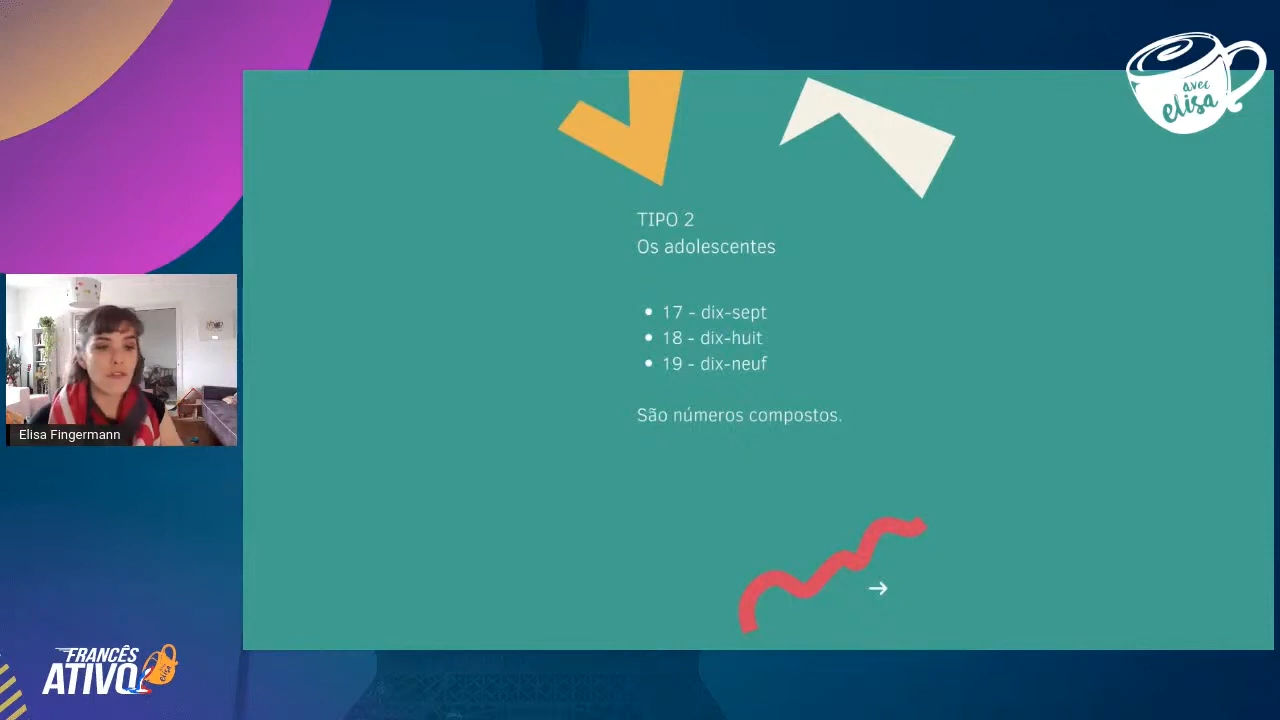 avec
elisa
TIPO 2
Os adolescentes
17 - dix-sept
18 - dix-huit
19 - dix-neuf
São números compostos.
Elisa Fingermann
FRANCÊS
ATIVO
elisa